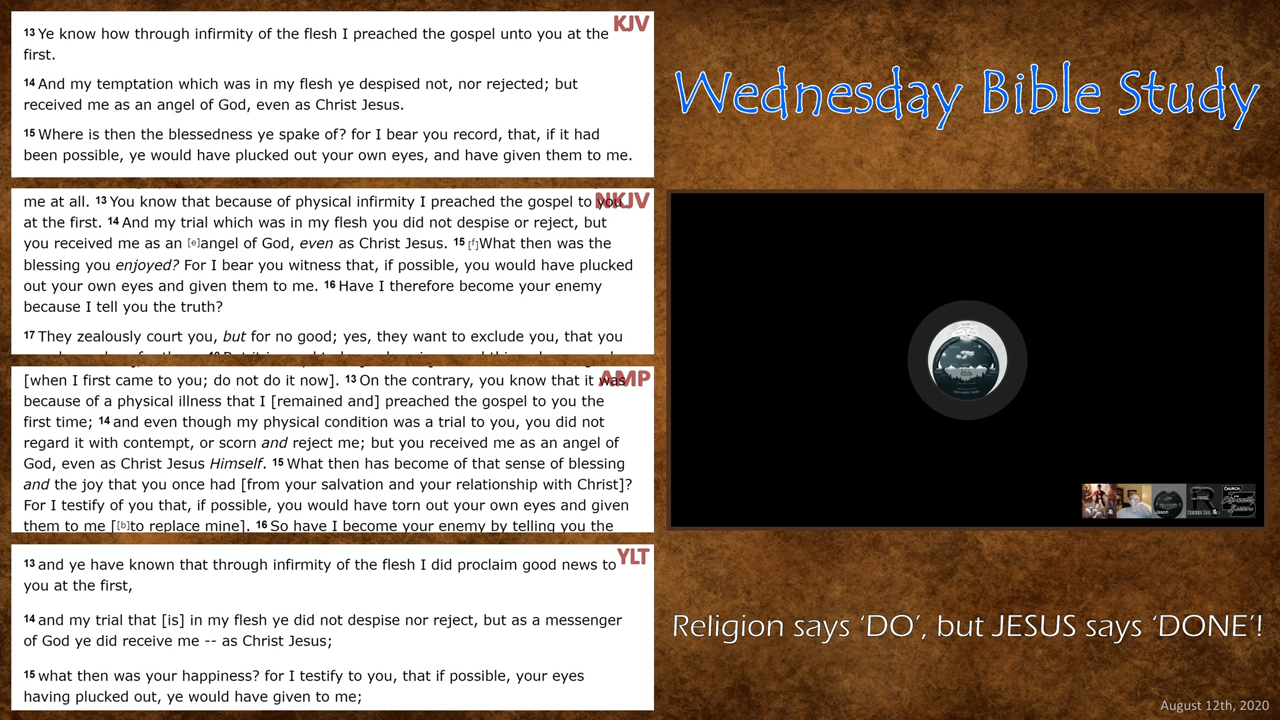 KJV
13 Ye know how through infirmity of the flesh I preached the gospel unto you at the
first.
14 And my temptation which was in my flesh ye despised not, nor rejected; but
received me as an angel of God, even as Christ Jesus.
15 Where is then the blessedness ye spake of? for I bear you record, that, if it had
been possible, ye would have plucked out your own eyes, and have given them to me.
NKJV
me at all. 13 You know that because of physical infirmity I preached the gospel to you
at the first. 14 And my trial which was in my flesh you did not despise or reject, but
you received me as an [e]angel of God, even as Christ Jesus. 15 [f]What then was the
blessing you enjoyed? For I bear you witness that, if possible, you would have plucked
out your own eyes and given them to me. 16 Have I therefore become your enemy
because I tell you the truth?
17 They zealously court you, but for no good; yes, they want to exclude you, that you
AMP
[when I first came to you; do not do it now]. 13 On the contrary, you know that it was
because of a physical illness that I [remained and] preached the gospel to you the
first time; 14 and even though my physical condition was a trial to you, you did not
regard it with contempt, or scorn and reject me; but you received me as an angel of
God, even as Christ Jesus Himself. 15 What then has become of that sense of blessing
and the joy that you once had [from your salvation and your relationship with Christ]?
For I testify of you that, if possible, you would have torn out your own eyes and given
them to me [[b]to replace mine]. 16 So have I become your enemy by telling you the
YLT
13 and ye have known that through infirmity of the flesh I did proclaim good news to
you at the first,
14 and my trial that [is] in my flesh ye did not despise nor reject, but as a messenger
of God ye did receive me -- as Christ Jesus;
15 what then was your happiness? for I testify to you, that if possible, your eyes
having plucked out, ye would have given to me;
Wednesday Bible Study
CHURCH
Jason
Religion says ‘DO’, but JESUS says ‘DONE’!
August 12th, 2020